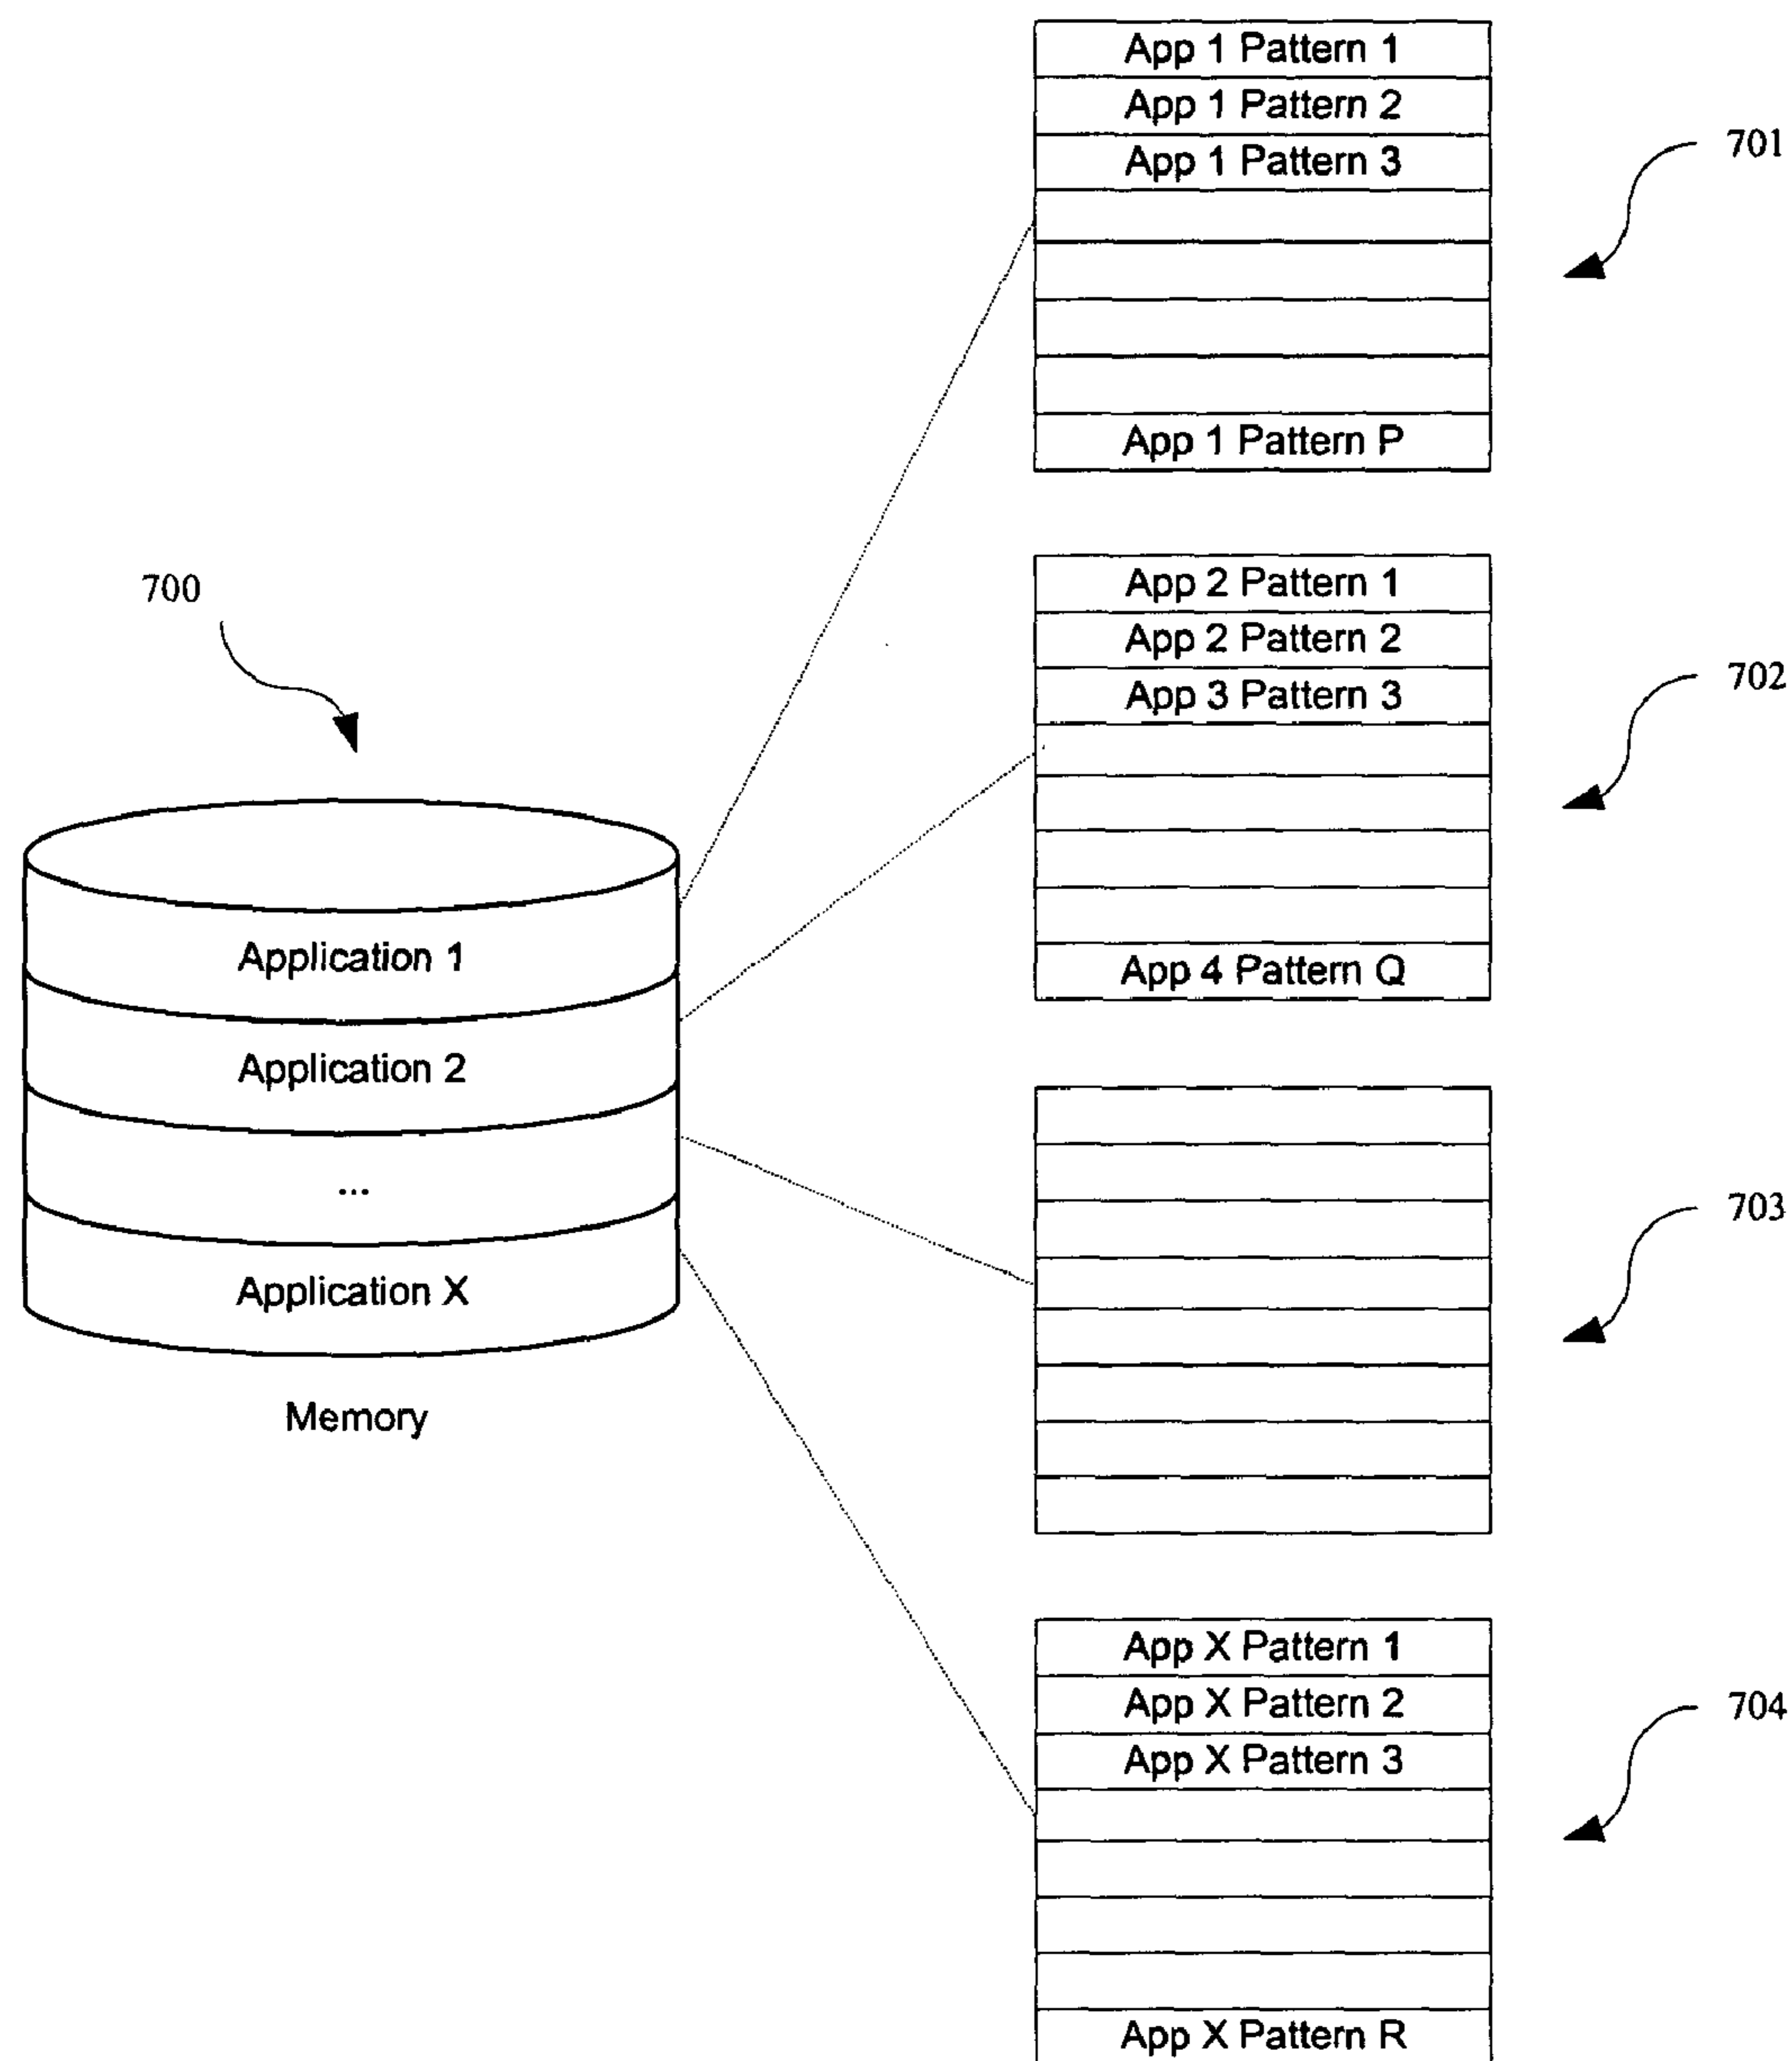 App 1 Pattern 1
App 1 Pattern 2
App 1 Pattern 3
App 1 Pattern P
701
App 2 Pattern 1
App 2 Pattern 2
App 3 Pattern 3
App 4 Pattern Q
702
700
Application 1
Application 2
...
Application X
Memory
703
App X Pattern 1
App X Pattern 2
App X Pattern 3
App X Pattern R
704